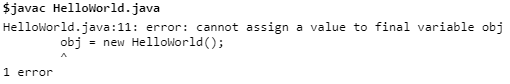 $javac HelloWorld.java
HelloWorld.java:11: error: cannot assign a value to final variable obj
        obj = new HelloWorld();
        ^
1 error